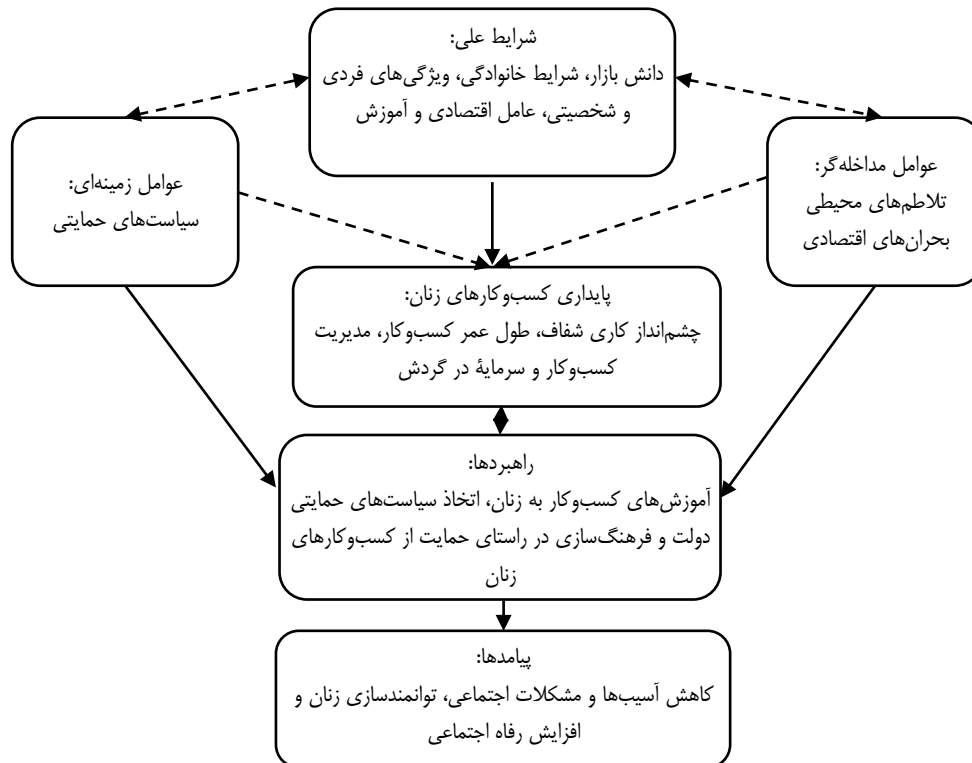 شرایط علی:
دانش بازار، شرایط خانوادگی، ویژگی‌های فردی
و شخصیتی، عامل اقتصادی و آموزش
عوامل زمینه‌ای:
سیاست‌های حمایتی
عوامل مداخله‌گر:
تلاطم‌های محیطی
بحران‌های اقتصادی
پایداری کسب‌وکارهای زنان:
چشم‌انداز کاری شفاف، طول عمر کسب‌وکار، مدیریت
کسب‌وکار و سرمایۀ در گردش
راهبردها:
آموزش‌های کسب‌وکار به زنان، اتخاذ سیاست‌های حمایتی
دولت و فرهنگ‌سازی در راستای حمایت از کسب‌وکارهای
زنان
پیامدها:
کاهش آسیب‌ها و مشکلات اجتماعی، توانمندسازی زنان و
افزایش رفاه اجتماعی